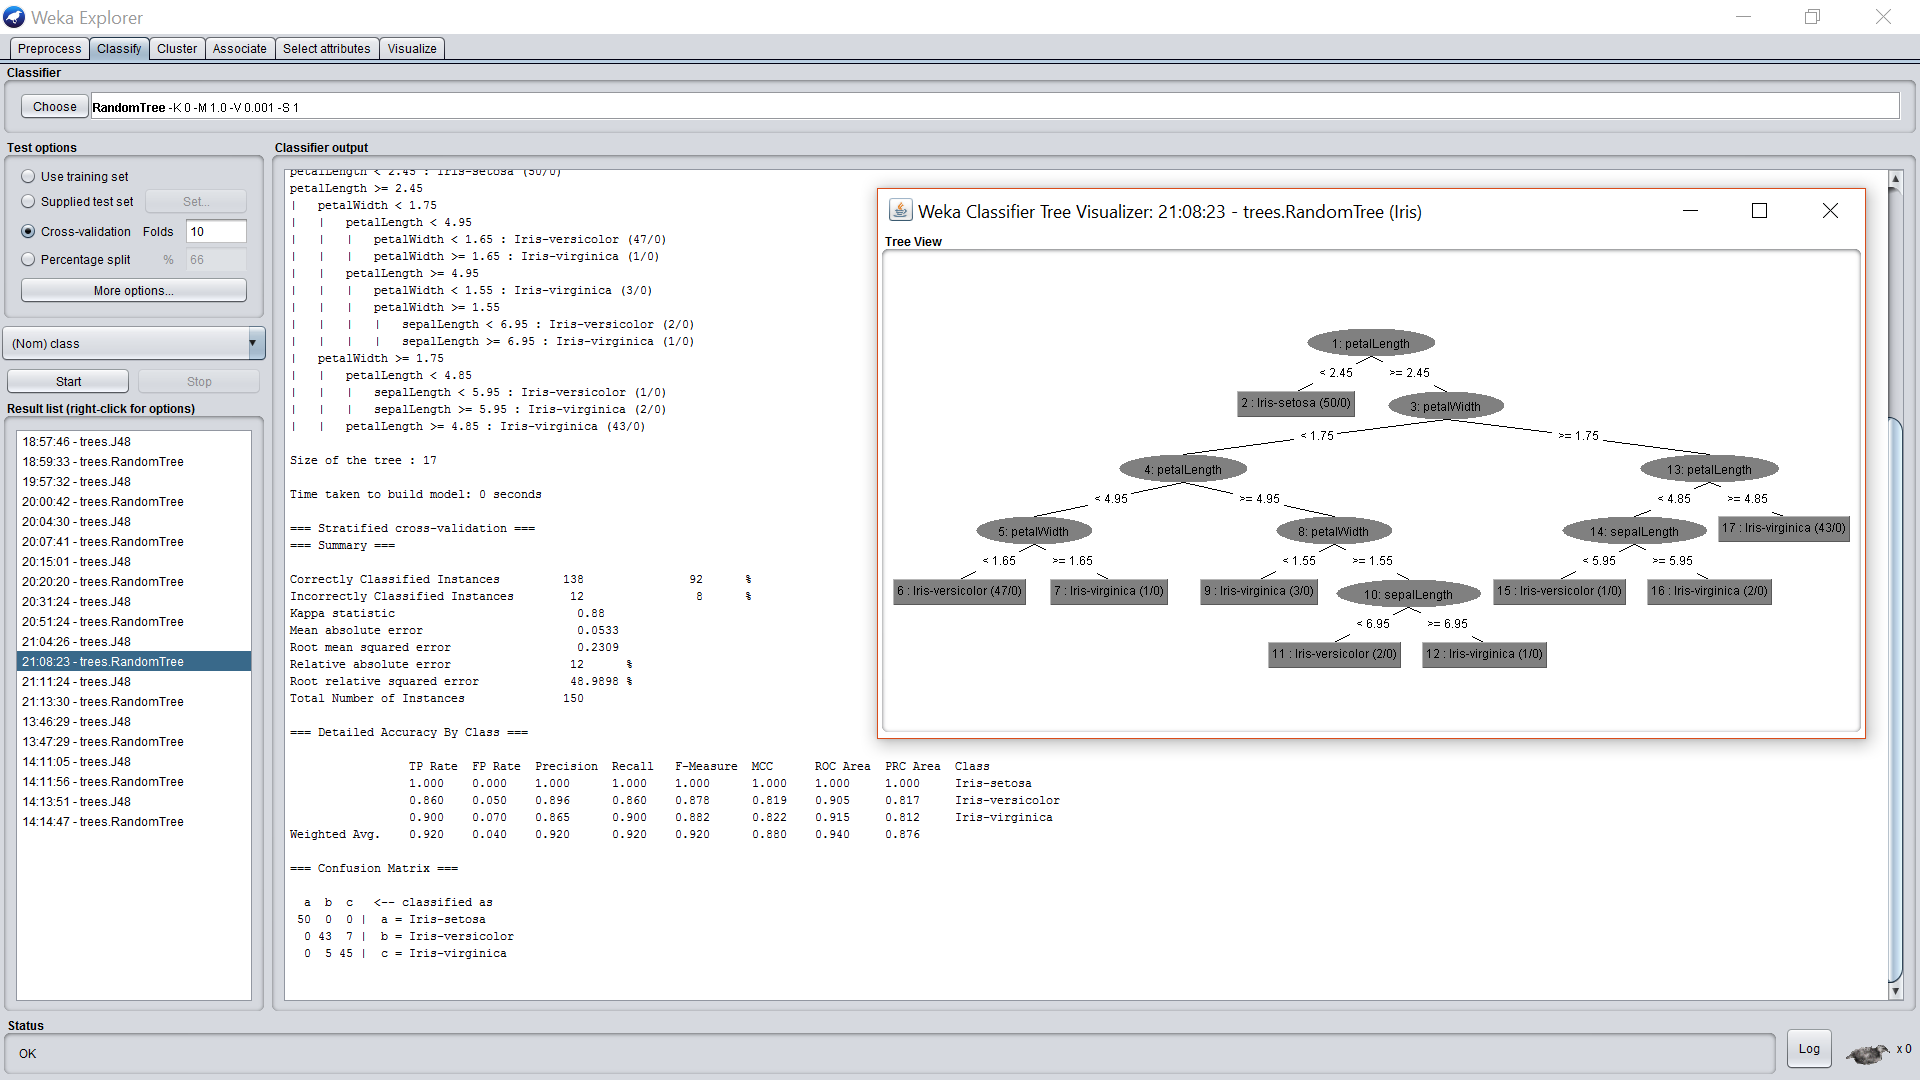 Weka Explorer
Preprocess Classify Cluster Associate Select attributes Visualize
Classifier
Choose RandomTree -K 0 -M 1.0 -V 0.001 -S 1
Test options
Use training set
Supplied test set Set...
Cross-validation Folds 10
Percentage split % 66
More options...
(Nom) class
Start Stop
Result list (right-click for options)
18:57:46 - trees.J48
18:59:33 - trees.RandomTree
19:57:32 - trees.J48
20:00:42 - trees.RandomTree
20:04:30 - trees.J48
20:07:41 - trees.RandomTree
20:15:01 - trees.J48
20:20:20 - trees.RandomTree
20:31:24 - trees.J48
20:51:24 - trees.RandomTree
21:04:26 - trees.J48
21:08:23 - trees.RandomTree
21:11:24 - trees.J48
21:13:30 - trees.RandomTree
13:46:29 - trees.J48
13:47:29 - trees.RandomTree
14:11:05 - trees.J48
14:11:56 - trees.RandomTree
14:13:51 - trees.J48
14:14:47 - trees.RandomTree
Classifier output
petalLength < 2.45 : Iris-setosa (50/0)
petalLength >= 2.45
|   petalWidth < 1.75
|   |   petalLength < 4.95
|   |   |   petalWidth < 1.65 : Iris-versicolor (47/0)
|   |   |   petalWidth >= 1.65 : Iris-virginica (1/0)
|   |   petalLength >= 4.95
|   |   |   petalWidth < 1.55 : Iris-virginica (3/0)
|   |   |   petalWidth >= 1.55
|   |   |   |   sepalLength < 6.95 : Iris-versicolor (2/0)
|   |   |   |   sepalLength >= 6.95 : Iris-virginica (1/0)
|   petalWidth >= 1.75
|   |   petalLength < 4.85
|   |   |   sepalLength < 5.95 : Iris-versicolor (1/0)
|   |   |   sepalLength >= 5.95 : Iris-virginica (2/0)
|   |   petalLength >= 4.85 : Iris-virginica (43/0)
Size of the tree : 17
Time taken to build model: 0 seconds
=== Stratified cross-validation ===
=== Summary ===
Correctly Classified Instances 138 92 %
Incorrectly Classified Instances 12 8 %
Kappa statistic 0.88
Mean absolute error 0.0533
Root mean squared error 0.2309
Relative absolute error 12 %
Root relative squared error 48.9898 %
Total Number of Instances 150
=== Detailed Accuracy By Class ===
TP Rate FP Rate Precision Recall F-Measure MCC ROC Area PRC Area Class
1.000 0.000 1.000 1.000 1.000 1.000 1.000 1.000 Iris-setosa
0.860 0.050 0.896 0.860 0.878 0.819 0.905 0.817 Iris-versicolor
0.900 0.070 0.865 0.900 0.882 0.822 0.915 0.812 Iris-virginica
Weighted Avg. 0.920 0.040 0.920 0.920 0.920 0.880 0.940 0.876
=== Confusion Matrix ===
a b c <-- classified as
50 0 0 | a = Iris-setosa
0 43 7 | b = Iris-versicolor
0 5 45 | c = Iris-virginica
Weka Classifier Tree Visualizer: 21:08:23 - trees.RandomTree (Iris)
Tree View
1: petalLength
< 2.45 >= 2.45
2 : Iris-setosa (50/0) 3: petalWidth
< 1.75 >= 1.75
4: petalLength 13: petalLength
< 4.95 >= 4.95 < 4.85 >= 4.85
5: petalWidth 8: petalWidth 14: sepalLength 17 : Iris-virginica (43/0)
< 1.65 >= 1.65 < 1.55 >= 1.55 < 5.95 >= 5.95
6 : Iris-versicolor (47/0) 7 : Iris-virginica (1/0) 9 : Iris-virginica (3/0) 10: sepalLength 15 : Iris-versicolor (1/0) 16 : Iris-virginica (2/0)
< 6.95 >= 6.95
11 : Iris-versicolor (2/0) 12 : Iris-virginica (1/0)
Status
OK
Log x 0